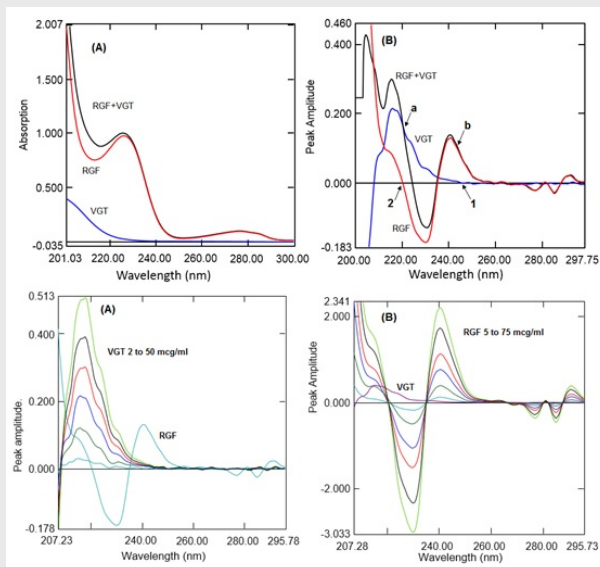 2.007
(A)
1.500
1.000
0.500
-0.035
Absorption
RGF+VGT
RGF
VGT
201.03 220.00 240.00 260.00 280.00 300.00
Wavelength (nm)
0.460
0.400
0.200
0.000
-0.183
Peak Amplitude
(B)
RGF+VGT
a
VGT
b
2
1
RGF
200.00 220.00 240.00 260.00 280.00 297.75
Wavelength (nm)
0.513
0.400
0.200
0.000
-0.178
Peak amplitude.
(A)
VGT 2 to 50 mcg/ml
RGF
207.23 240.00 260.00 280.00 295.78
Wavelength (nm)
2.341
2.000
0.000
-2.000
-3.033
Peak Amplitude
(B)
RGF 5 to 75 mcg/ml
VGT
207.28 240.00 260.00 280.00 295.73
Wavelength (nm)